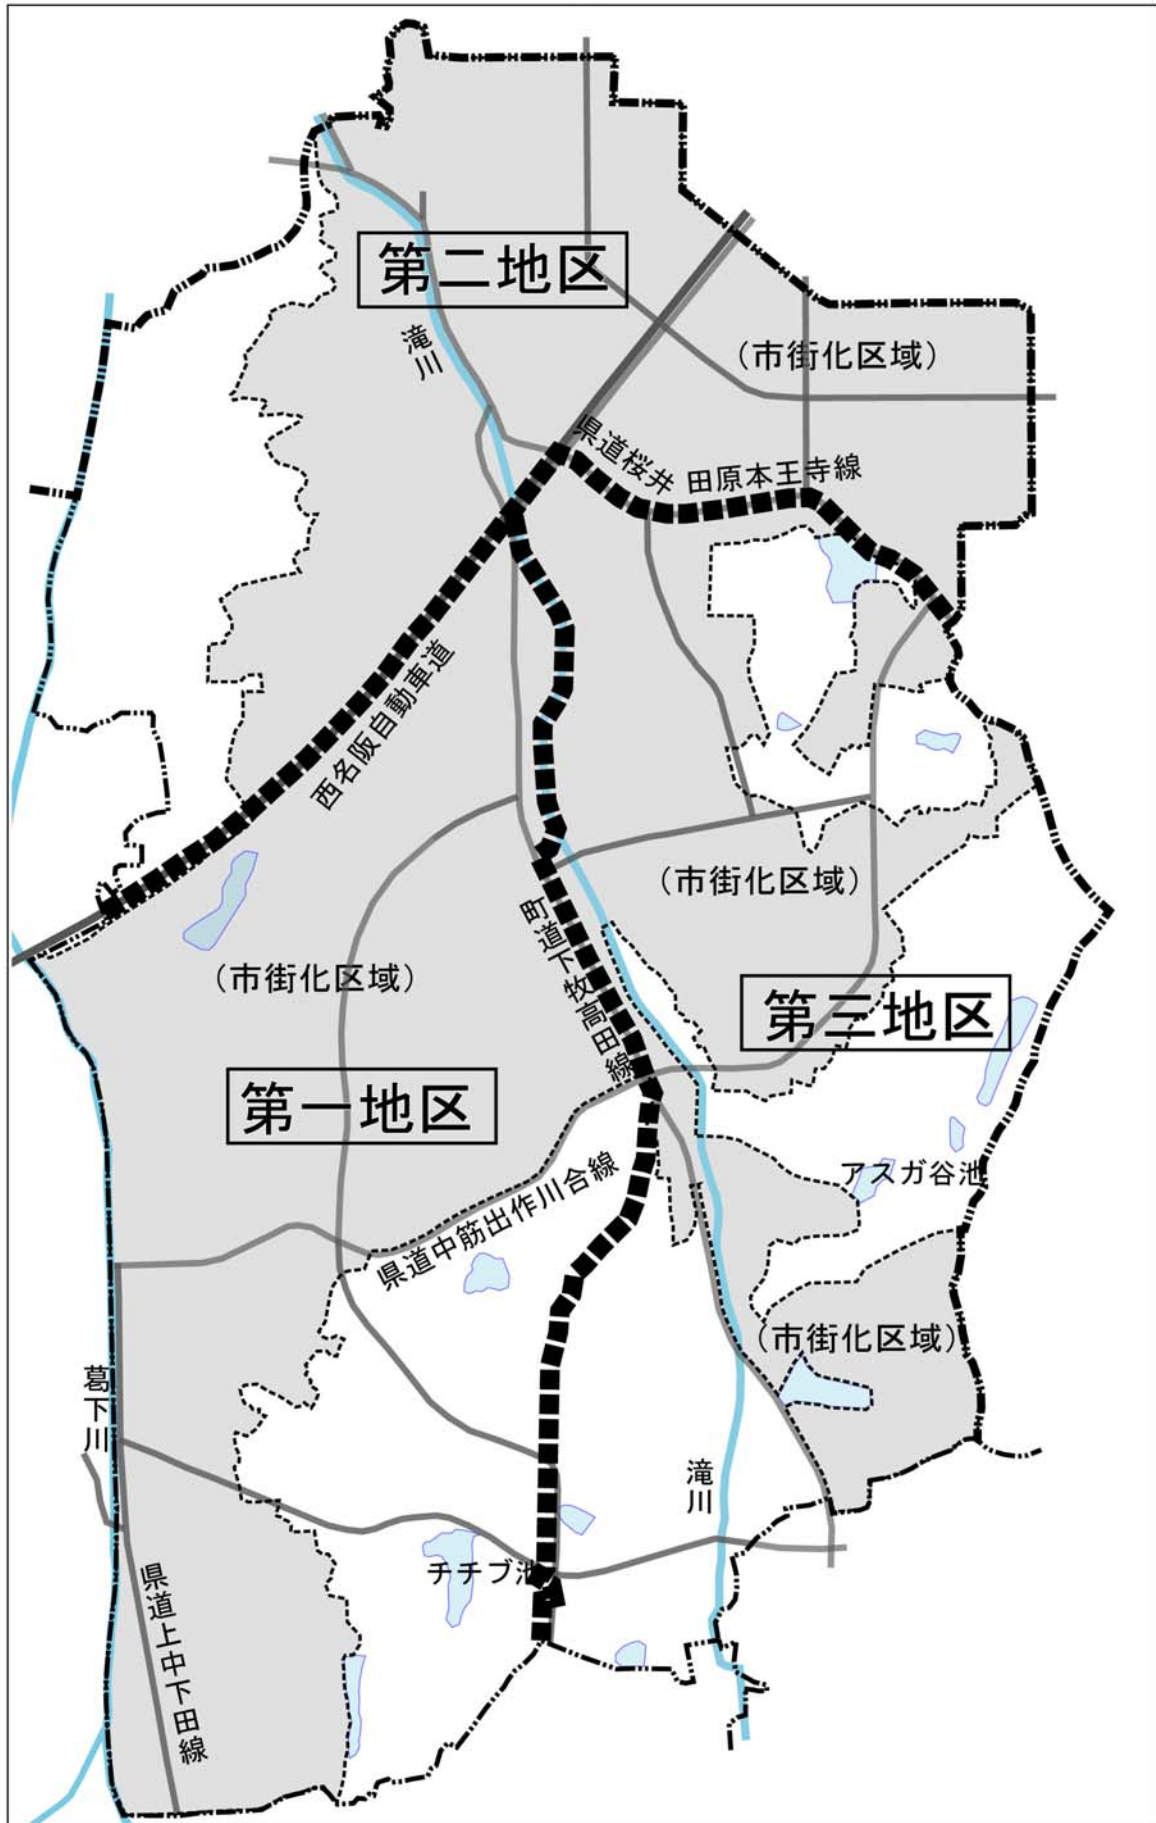 第二地区
滝川
（市街化区域）
県道桜井 田原本王寺線
西名阪自動車道
（市街化区域）
町道下牧高田線
（市街化区域）
第三地区
第一地区
県道中筋出作川合線
アスガ谷池
（市街化区域）
葛下川
滝川
チチブ池
県道上中下田線